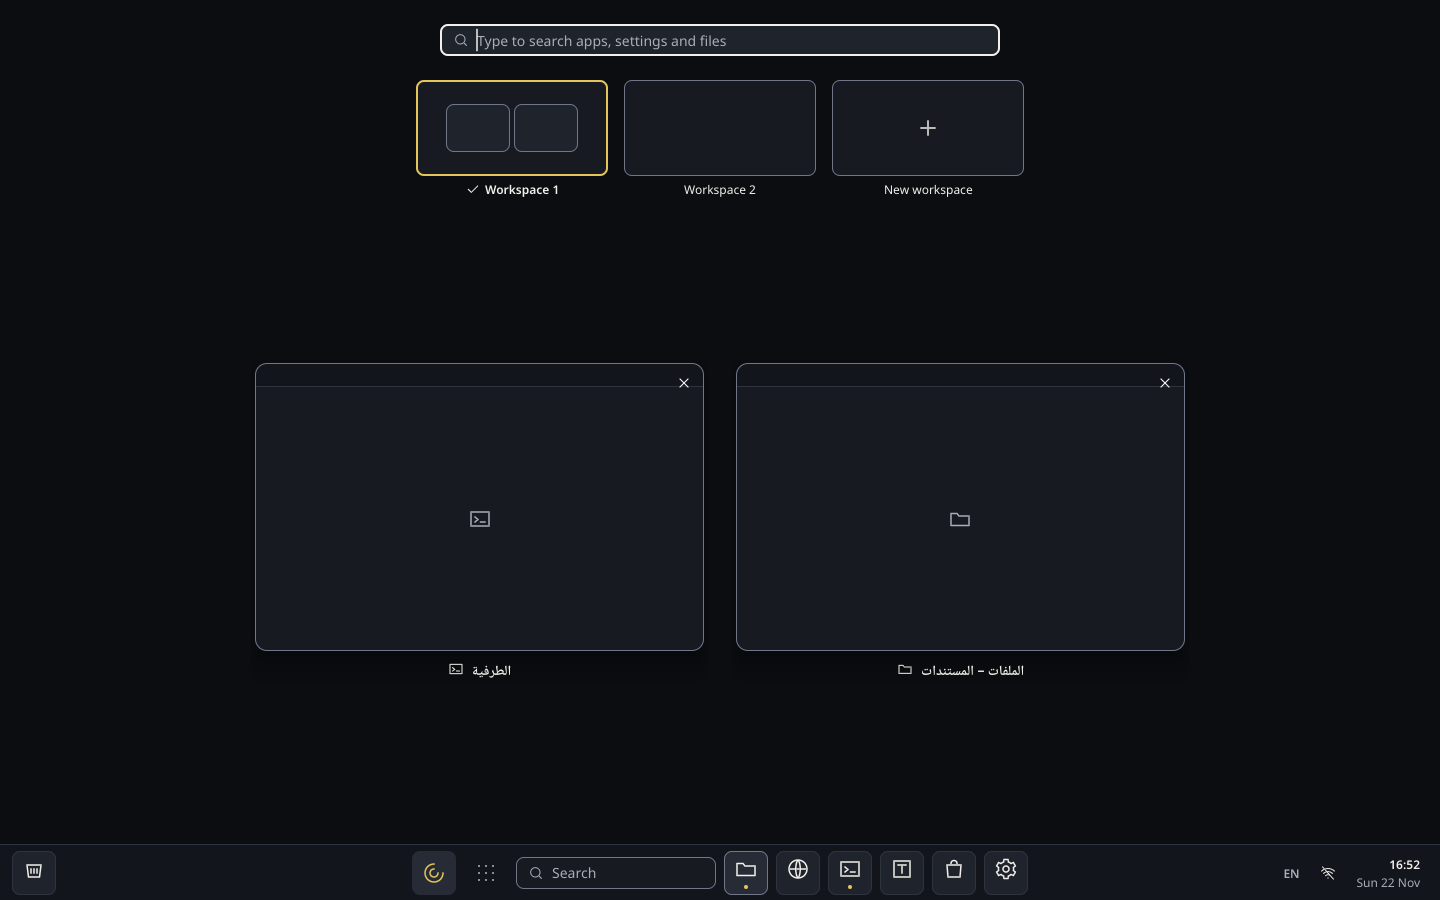 Type to search apps, settings and files
Workspace 1
Workspace 2
New workspace
الطرفية
الملفات – المستندات
Search
EN
16:52
Sun 22 Nov